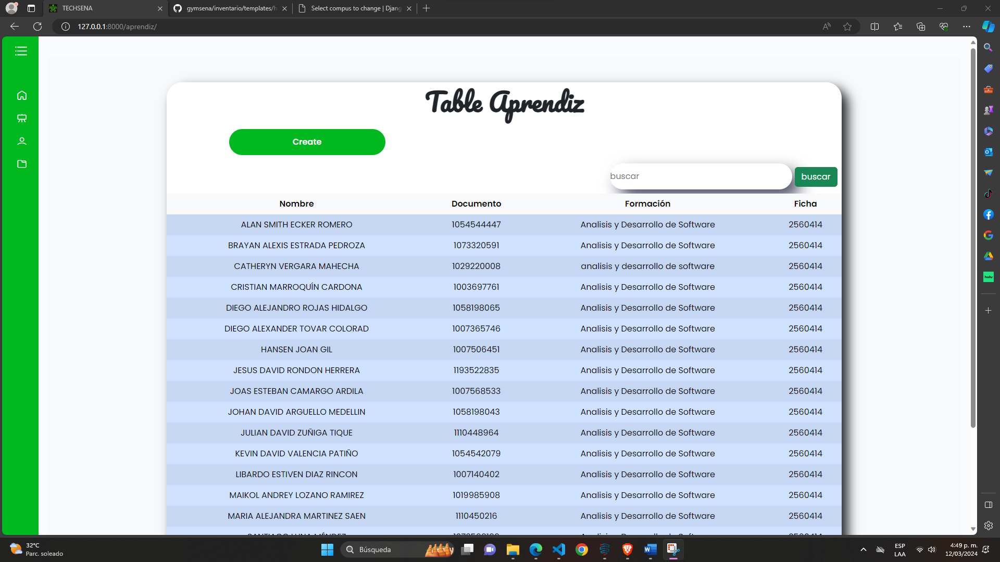 TECHSENA
gymsena/inventario/templates/h
Select compus to change | Djang
127.0.0.1:8000/aprendiz/
Table Aprendiz
Create
buscar
buscar
Nombre Documento Formación Ficha
ALAN SMITH ECKER ROMERO 1054544447 Analisis y Desarrollo de Software 2560414
BRAYAN ALEXIS ESTRADA PEDROZA 1073320591 Analisis y Desarrollo de Software 2560414
CATHERYN VERGARA MAHECHA 1029220008 analisis y desarrollo de software 2560414
CRISTIAN MARROQUÍN CARDONA 1003697761 Analisis y Desarrollo de Software 2560414
DIEGO ALEJANDRO ROJAS HIDALGO 1058198065 Analisis y Desarrollo de Software 2560414
DIEGO ALEXANDER TOVAR COLORAD 1007365746 Analisis y Desarrollo de Software 2560414
HANSEN JOAN GIL 1007506451 Analisis y Desarrollo de Software 2560414
JESUS DAVID RONDON HERRERA 1193522835 Analisis y Desarrollo de Software 2560414
JOAS ESTEBAN CAMARGO ARDILA 1007568533 Analisis y Desarrollo de Software 2560414
JOHAN DAVID ARGUELLO MEDELLIN 1058198043 Analisis y Desarrollo de Software 2560414
JULIAN DAVID ZUÑIGA TIQUE 1110448964 Analisis y Desarrollo de Software 2560414
KEVIN DAVID VALENCIA PATIÑO 1054542079 Analisis y Desarrollo de Software 2560414
LIBARDO ESTIVEN DIAZ RINCON 1007140402 Analisis y Desarrollo de Software 2560414
MAIKOL ANDREY LOZANO RAMIREZ 1019985908 Analisis y Desarrollo de Software 2560414
MARIA ALEJANDRA MARTINEZ SAEN 1110450216 Analisis y Desarrollo de Software 2560414
hulu
32°C
Parc. soleado
Búsqueda
ESP
LAA
4:49 p. m.
12/03/2024